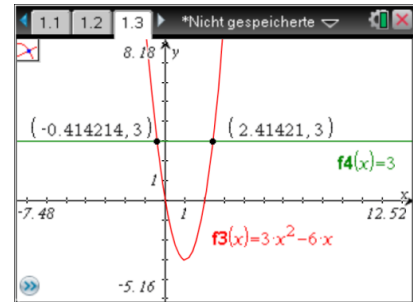 1.1 1.2 1.3 *Nicht gespeicherte
8.18 y
(-0.414214,3) (2.41421,3)
f4(x)=3
1
x
-7.48 1 12.52
f3(x)=3·x²-6·x
-5.16